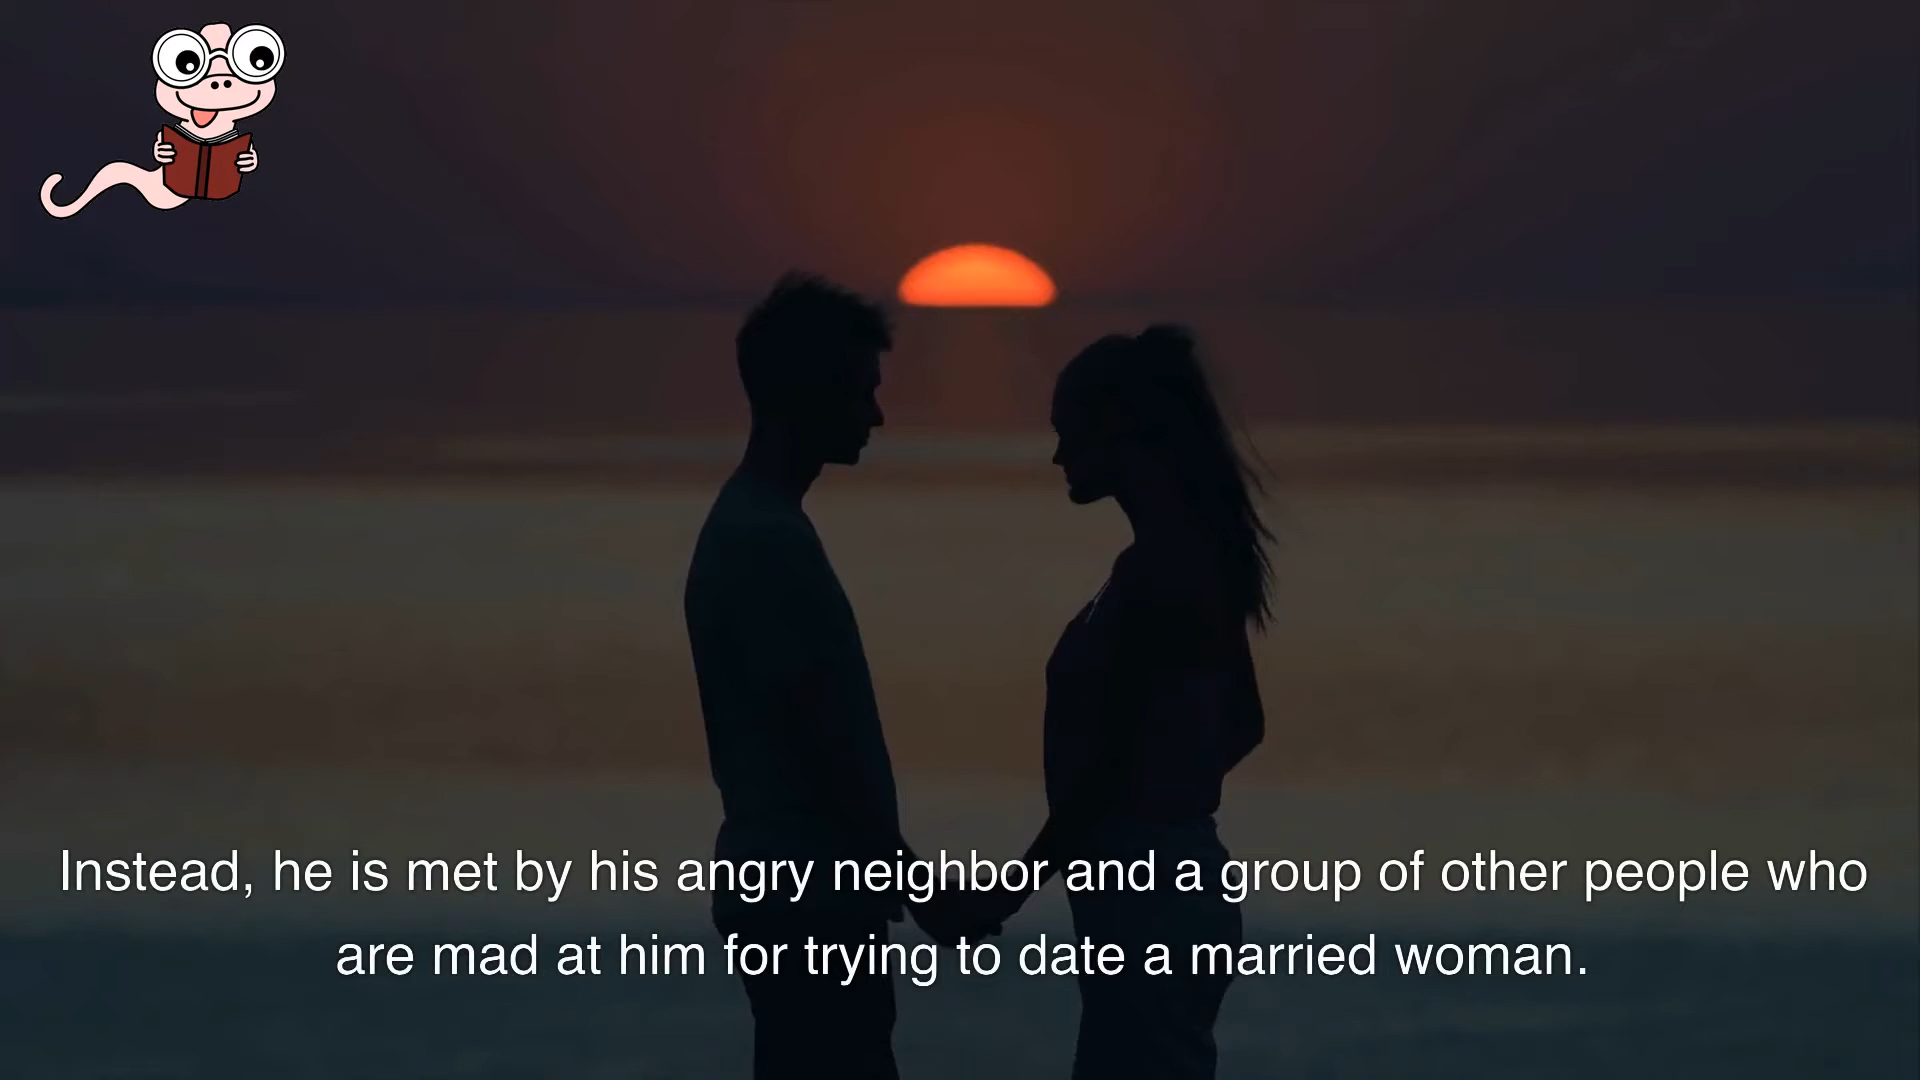 Instead, he is met by his angry neighbor and a group of other people who
are mad at him for trying to date a married woman.